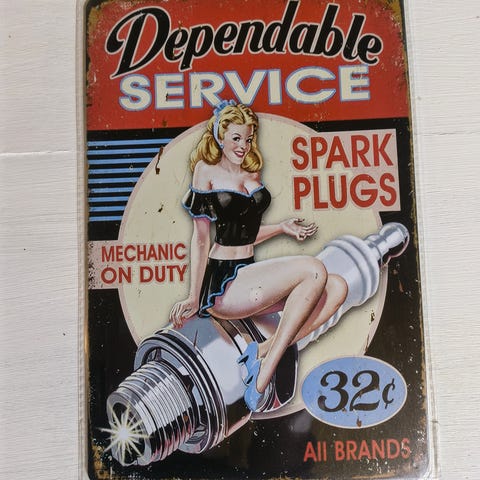 Dependable
SERVICE
SPARK
PLUGS
MECHANIC
ON DUTY
32¢
All BRANDS